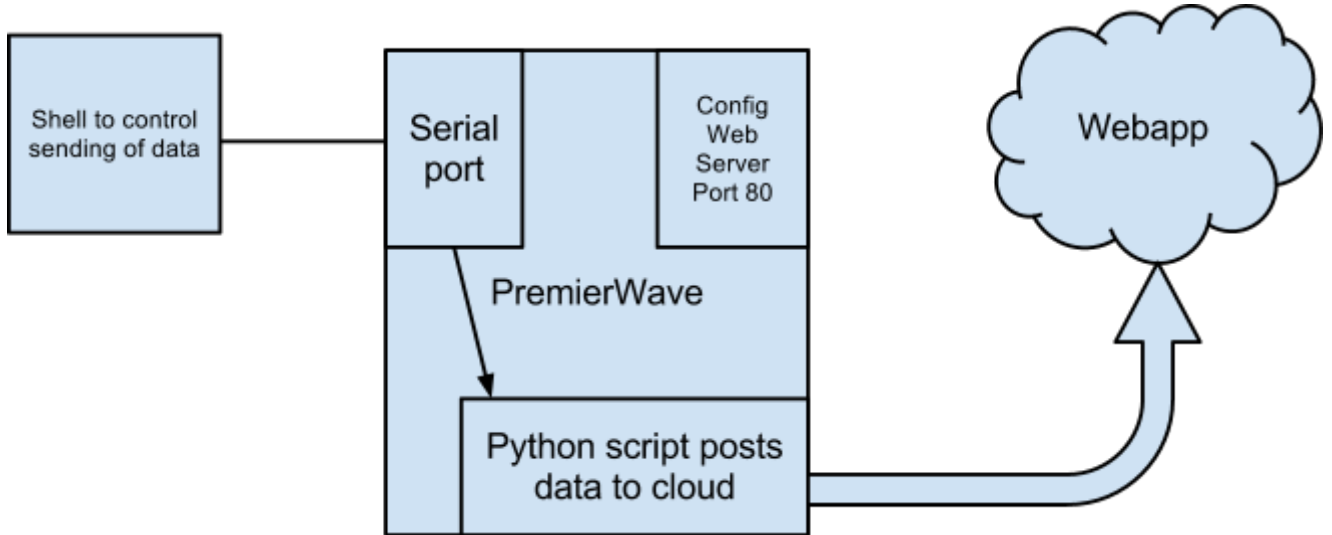 Shell to control
sending of data
Serial
port
Config
Web
Server
Port 80
Webapp
PremierWave
Python script posts
data to cloud